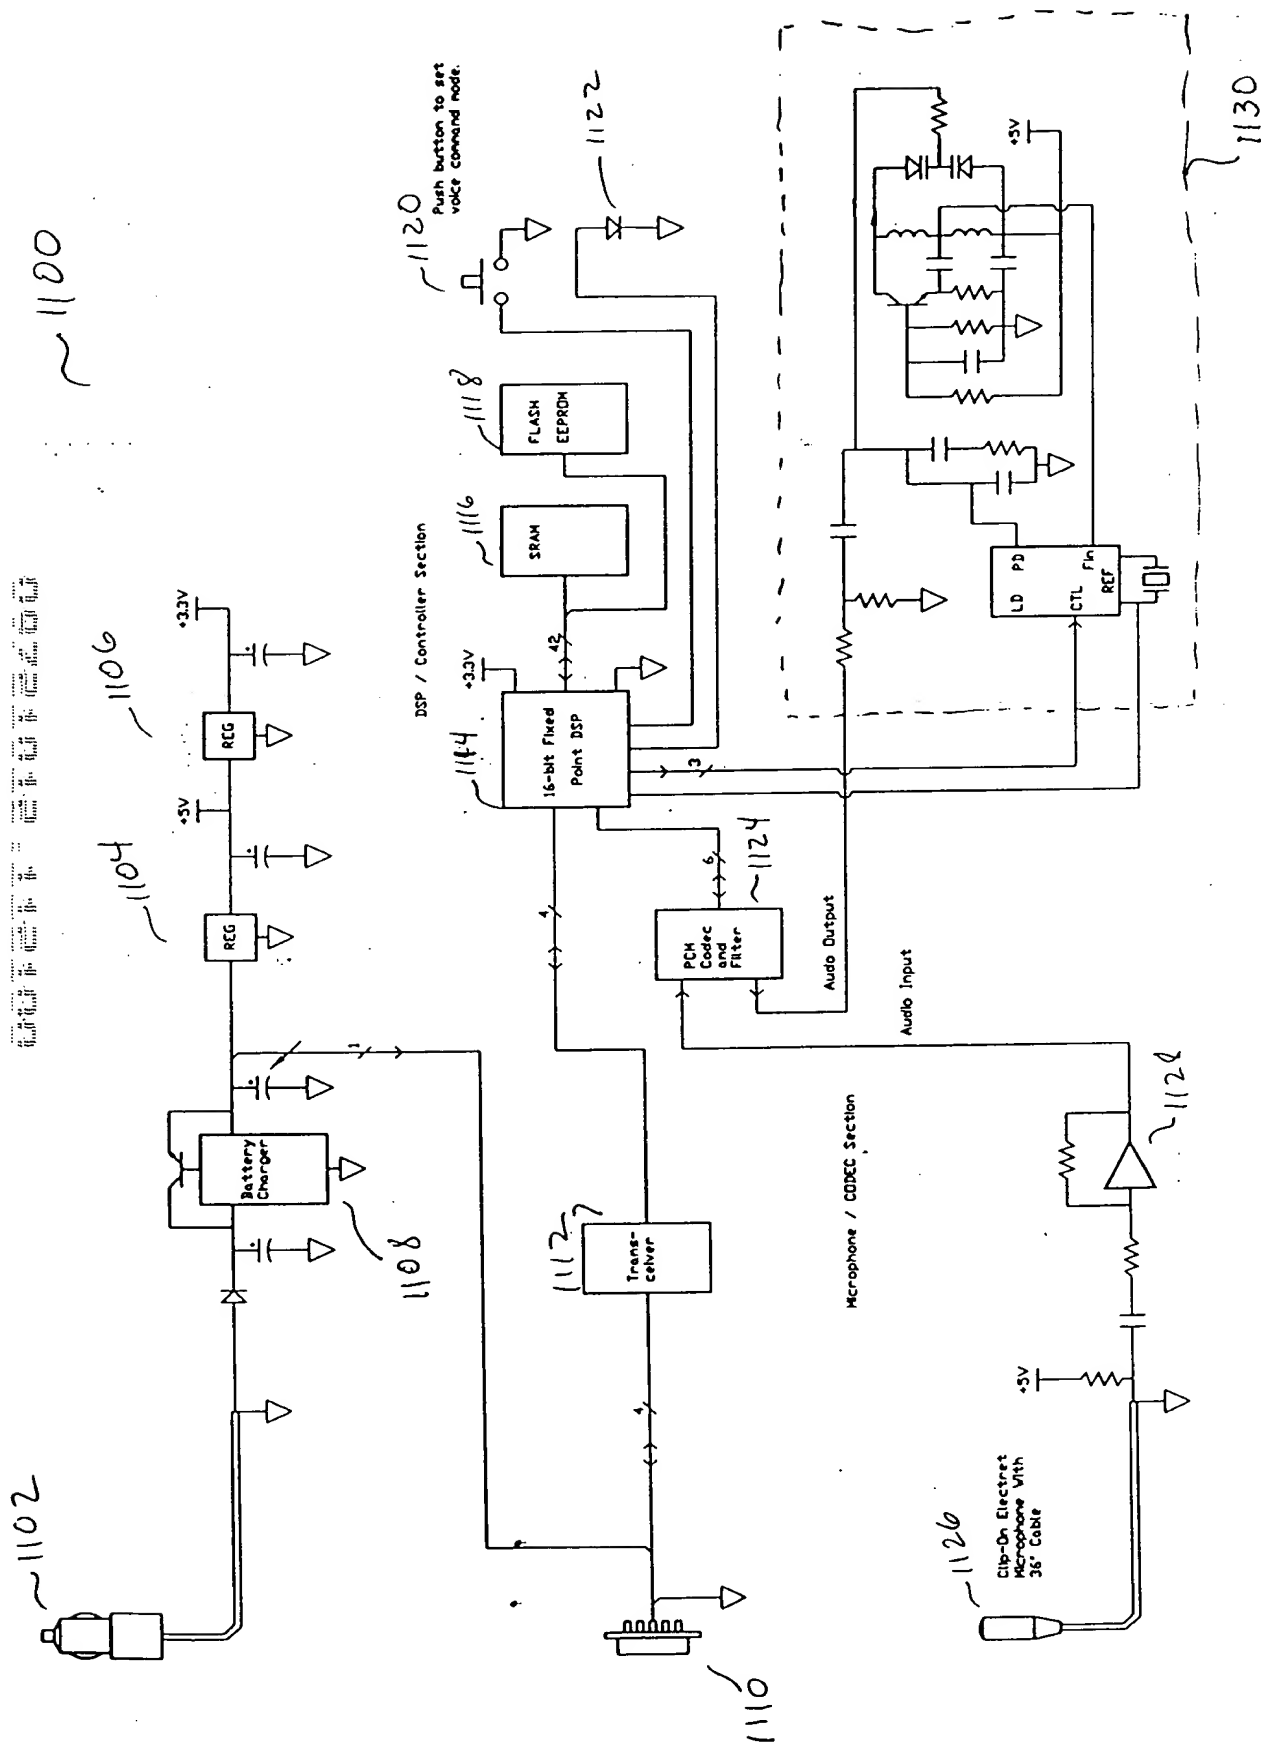 1100
1102
1104
1106
+5V
+3.3V
REG
REG
Battery
Charger
1108
1
DSP / Controller Section
1110
1112
Trans-
ceiver
4
4
1114
16-bit Fixed
Point DSP
+3.3V
42
3
6
1116
SRAM
1118
FLASH
EEPROM
1120
Push button to set
voice command mode.
1122
PCM
Codec
and
Filter
1124
Audo Output
Audio Input
Microphone / CODEC Section
1126
Clip-On Electret
Microphone With
36" Cable
+5V
1128
LD
PD
CTL
Fin
REF
+5V
1130